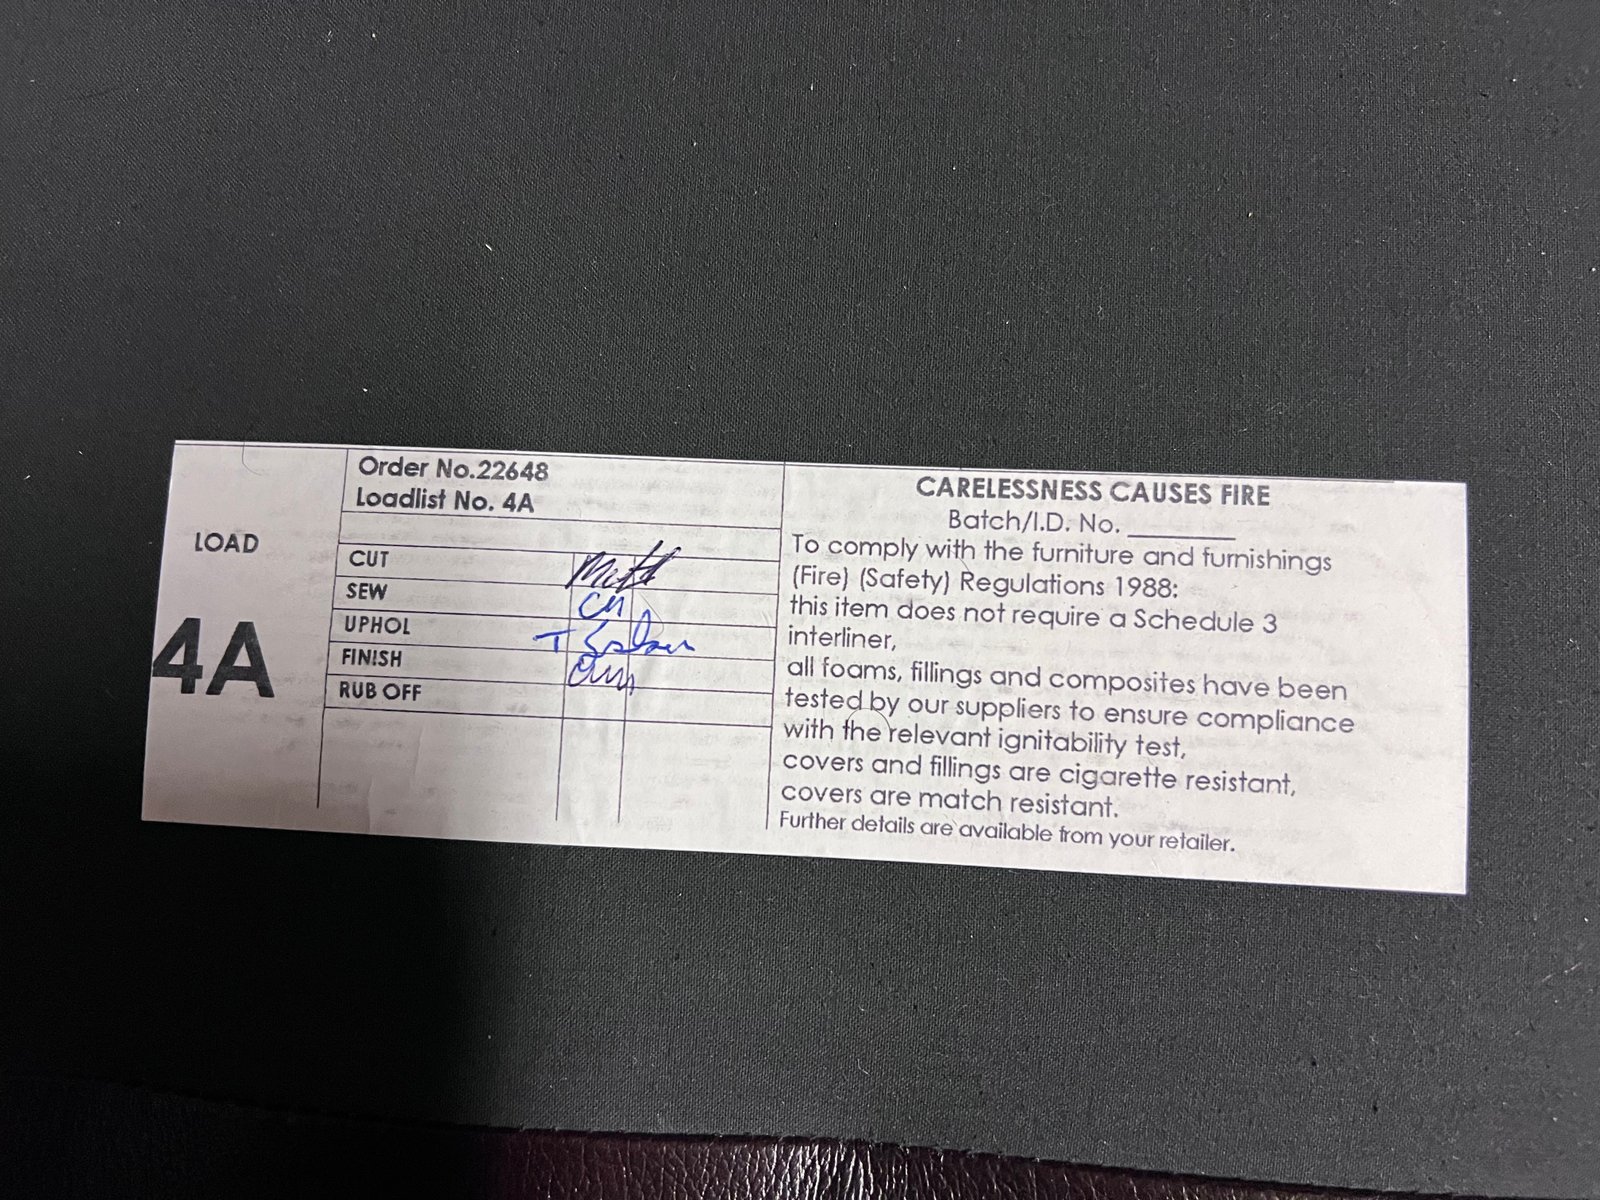 LOAD
4A
Order No.22648
Loadlist No. 4A
CUT
SEW
UPHOL
FINISH
RUB OFF
CARELESSNESS CAUSES FIRE
Batch/I.D. No. ________
To comply with the furniture and furnishings
(Fire) (Safety) Regulations 1988:
this item does not require a Schedule 3
interliner,
all foams, fillings and composites have been
tested by our suppliers to ensure compliance
with the relevant ignitability test,
covers and fillings are cigarette resistant,
covers are match resistant.
Further details are available from your retailer.